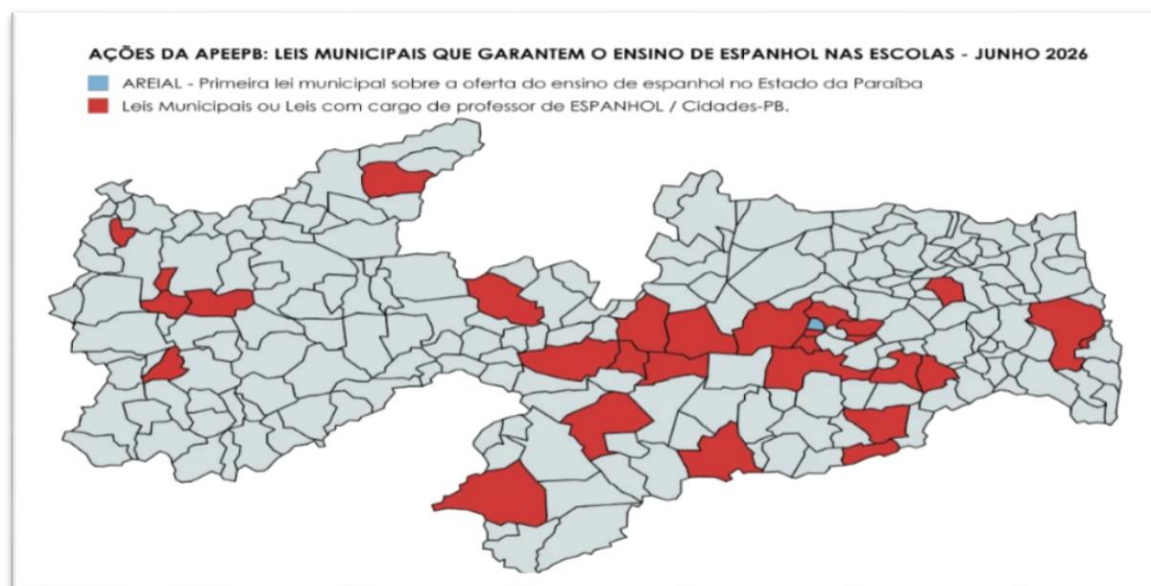 AÇÕES DA APEEPB: LEIS MUNICIPAIS QUE GARANTEM O ENSINO DE ESPANHOL NAS ESCOLAS - JUNHO 2026
AREIAL - Primeira lei municipal sobre a oferta do ensino de espanhol no Estado da Paraíba
Leis Municipais ou Leis com cargo de professor de ESPANHOL / Cidades-PB.